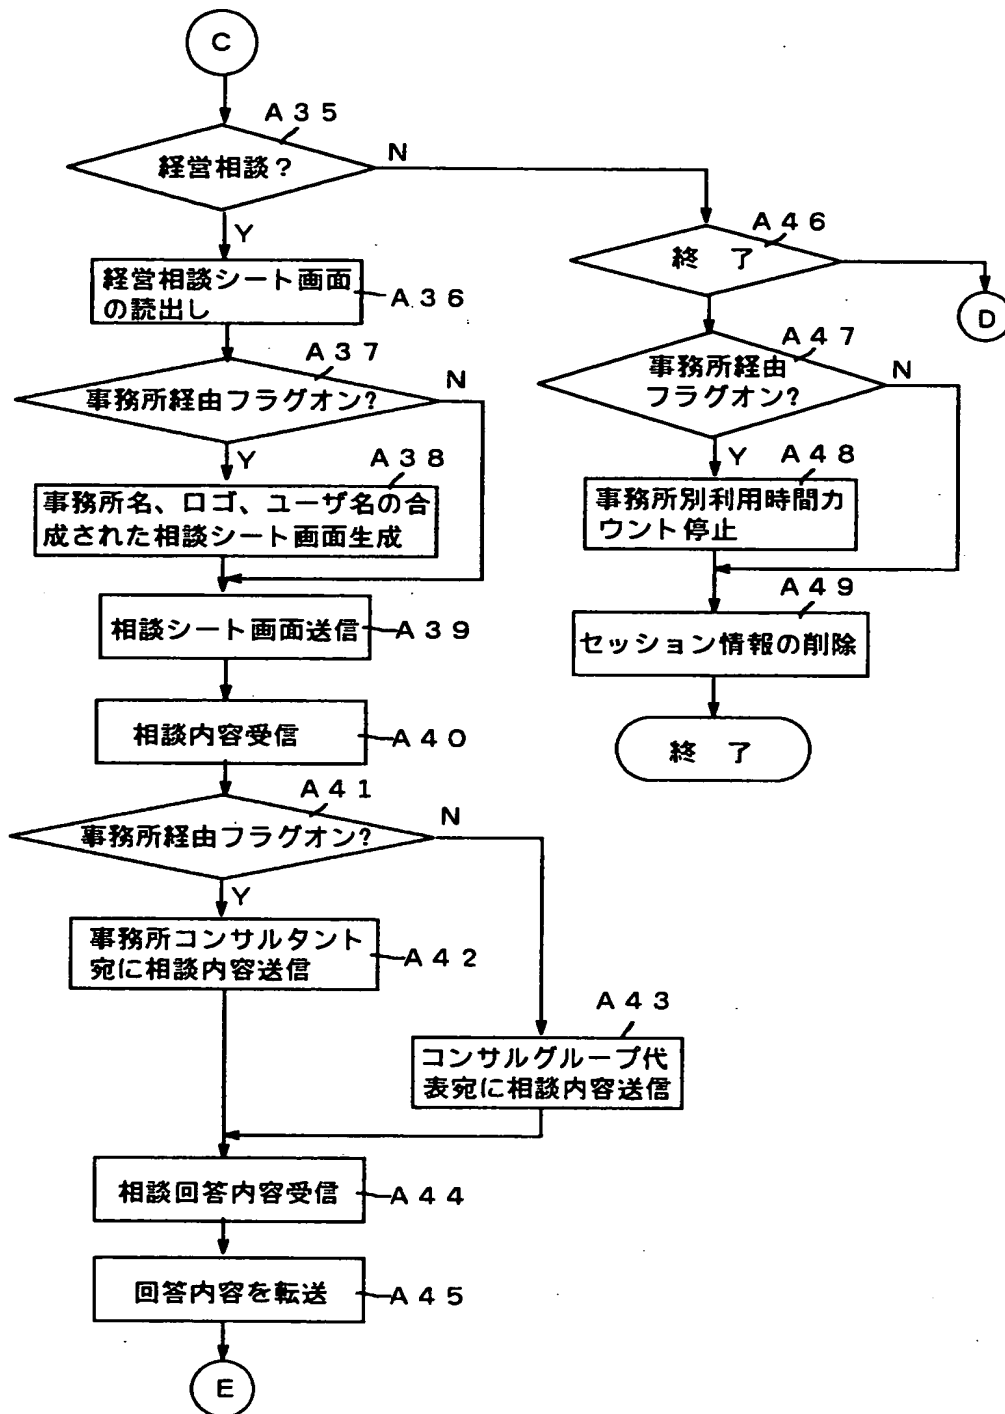 C
A35
経営相談?
N
Y
経営相談シート画面
の読出し
A36
A37
事務所経由フラグオン?
N
Y
A38
事務所名、ロゴ、ユーザ名の合
成された相談シート画面生成
相談シート画面送信
A39
相談内容受信
A40
A41
事務所経由フラグオン?
N
Y
事務所コンサルタント
宛に相談内容送信
A42
A43
コンサルグループ代
表宛に相談内容送信
相談回答内容受信
A44
回答内容を転送
A45
E
A46
終 了
D
A47
事務所経由
フラグオン?
N
Y
A48
事務所別利用時間カ
ウント停止
A49
セッション情報の削除
終 了